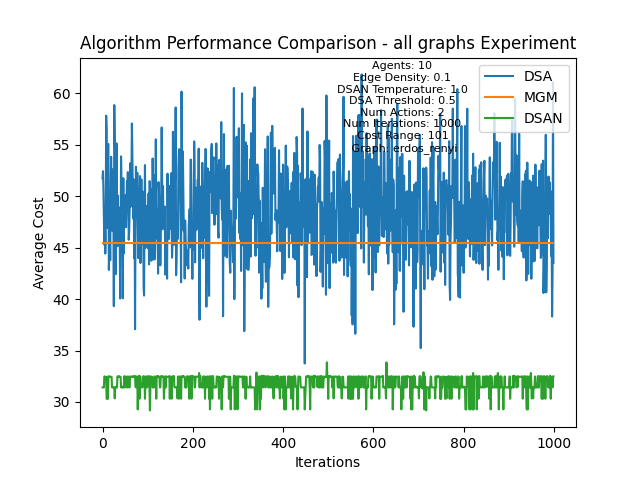 Algorithm Performance Comparison - all graphs Experiment
Agents: 10
Edge Density: 0.1
DSAN Temperature: 1.0
DSA Threshold: 0.5
Num Actions: 2
Num Iterations: 1000
Cost Range: 101
Graph: erdos_renyi
DSA
MGM
DSAN
Average Cost
60
55
50
45
40
35
30
0
200
400
600
800
1000
Iterations